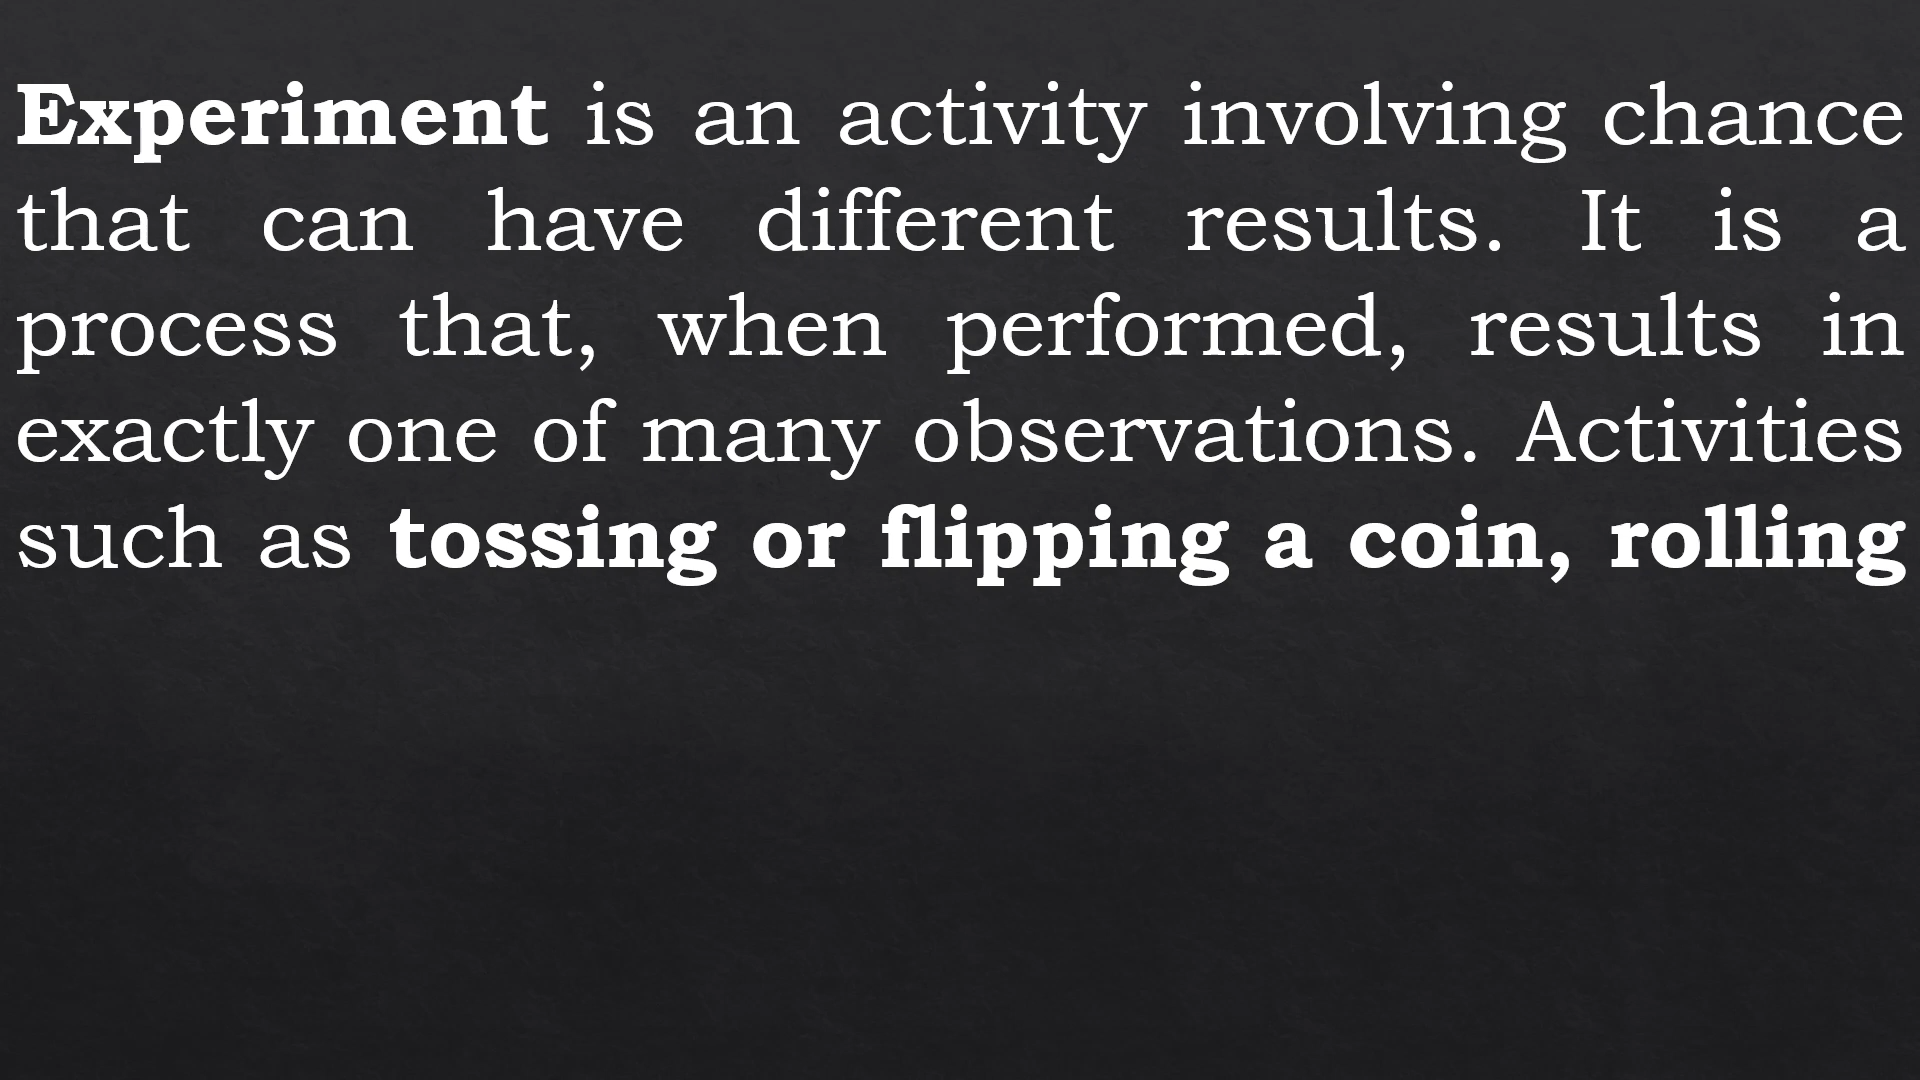 Experiment is an activity involving chance
that can have different results. It is a
process that, when performed, results in
exactly one of many observations. Activities
such as tossing or flipping a coin, rolling